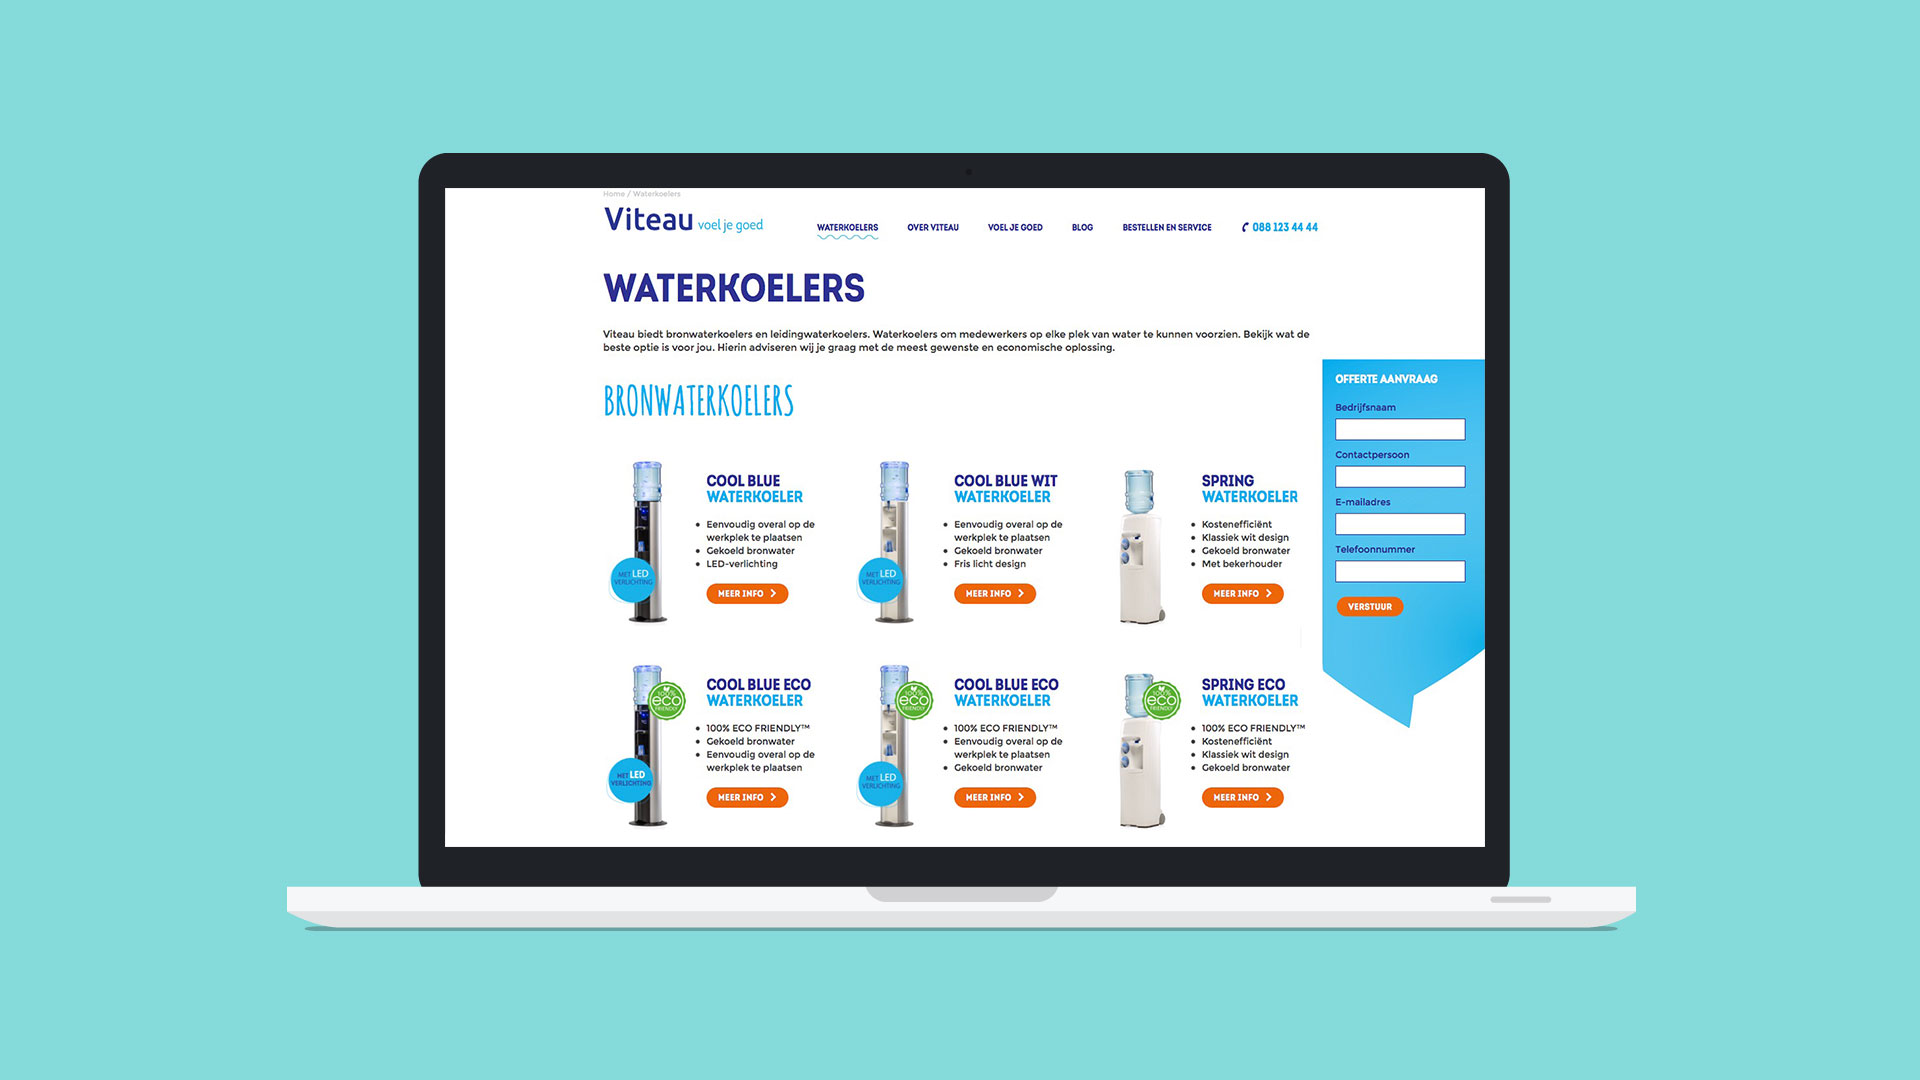 Home / Waterkoelers
Viteau voel je goed
WATERKOELERS
OVER VITEAU
VOEL JE GOED
BLOG
BESTELLEN EN SERVICE
088 123 44 44
WATERKOELERS
Viteau biedt bronwaterkoelers en leidingwaterkoelers. Waterkoelers om medewerkers op elke plek van water te kunnen voorzien. Bekijk wat de
beste optie is voor jou. Hierin adviseren wij je graag met de meest gewenste en economische oplossing.
BRONWATERKOELERS
COOL BLUE
WATERKOELER
• Eenvoudig overal op de
werkplek te plaatsen
• Gekoeld bronwater
• LED-verlichting
MET LED
VERLICHTING
MEER INFO
COOL BLUE WIT
WATERKOELER
• Eenvoudig overal op de
werkplek te plaatsen
• Gekoeld bronwater
• Fris licht design
MET LED
VERLICHTING
MEER INFO
SPRING
WATERKOELER
• Kostenefficiënt
• Klassiek wit design
• Gekoeld bronwater
• Met bekerhouder
MEER INFO
COOL BLUE ECO
WATERKOELER
100%
eco
FRIENDLY
• 100% ECO FRIENDLY™
• Gekoeld bronwater
• Eenvoudig overal op de
werkplek te plaatsen
MET LED
VERLICHTING
MEER INFO
COOL BLUE ECO
WATERKOELER
100%
eco
FRIENDLY
• 100% ECO FRIENDLY™
• Eenvoudig overal op de
werkplek te plaatsen
• Gekoeld bronwater
MET LED
VERLICHTING
MEER INFO
SPRING ECO
WATERKOELER
100%
eco
FRIENDLY
• 100% ECO FRIENDLY™
• Kostenefficiënt
• Klassiek wit design
• Gekoeld bronwater
MEER INFO
OFFERTE AANVRAAG
Bedrijfsnaam
Contactpersoon
E-mailadres
Telefoonnummer
VERSTUUR